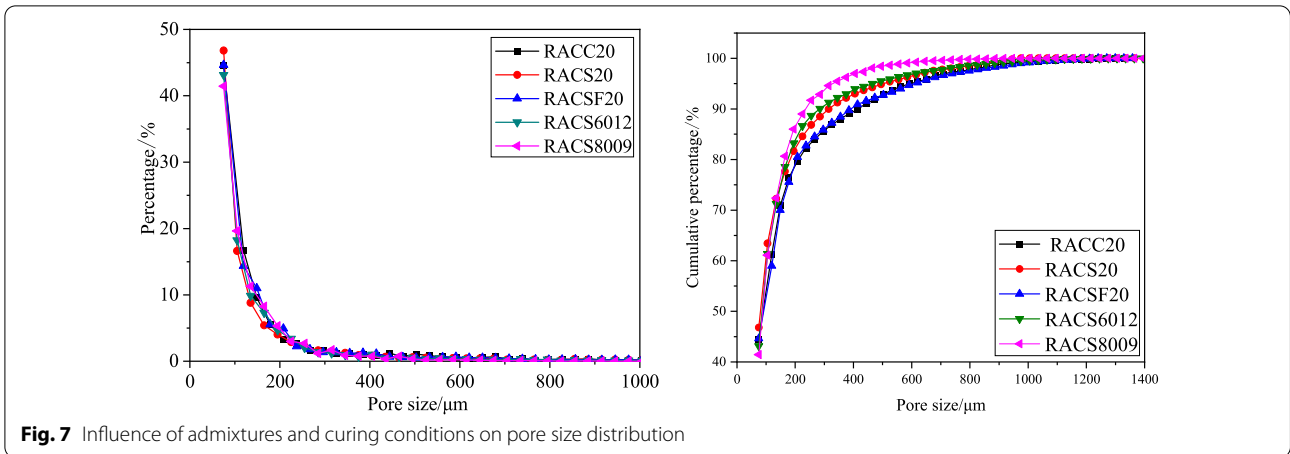 50
40
30
20
10
0
Percentage/%
0 200 400 600 800 1000
Pore size/μm
RACC20
RACS20
RACSF20
RACS6012
RACS8009
100
90
80
70
60
50
40
Cumulative percentage/%
0 200 400 600 800 1000 1200 1400
Pore size/μm
RACC20
RACS20
RACSF20
RACS6012
RACS8009
Fig. 7 Influence of admixtures and curing conditions on pore size distribution